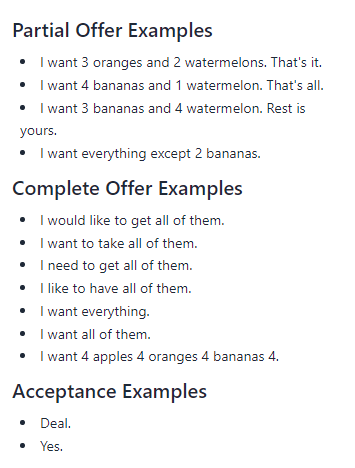 Partial Offer Examples
• I want 3 oranges and 2 watermelons. That's it.
• I want 4 bananas and 1 watermelon. That's all.
• I want 3 bananas and 4 watermelon. Rest is
yours.
• I want everything except 2 bananas.
Complete Offer Examples
• I would like to get all of them.
• I want to take all of them.
• I need to get all of them.
• I like to have all of them.
• I want everything.
• I want all of them.
• I want 4 apples 4 oranges 4 bananas 4.
Acceptance Examples
• Deal.
• Yes.